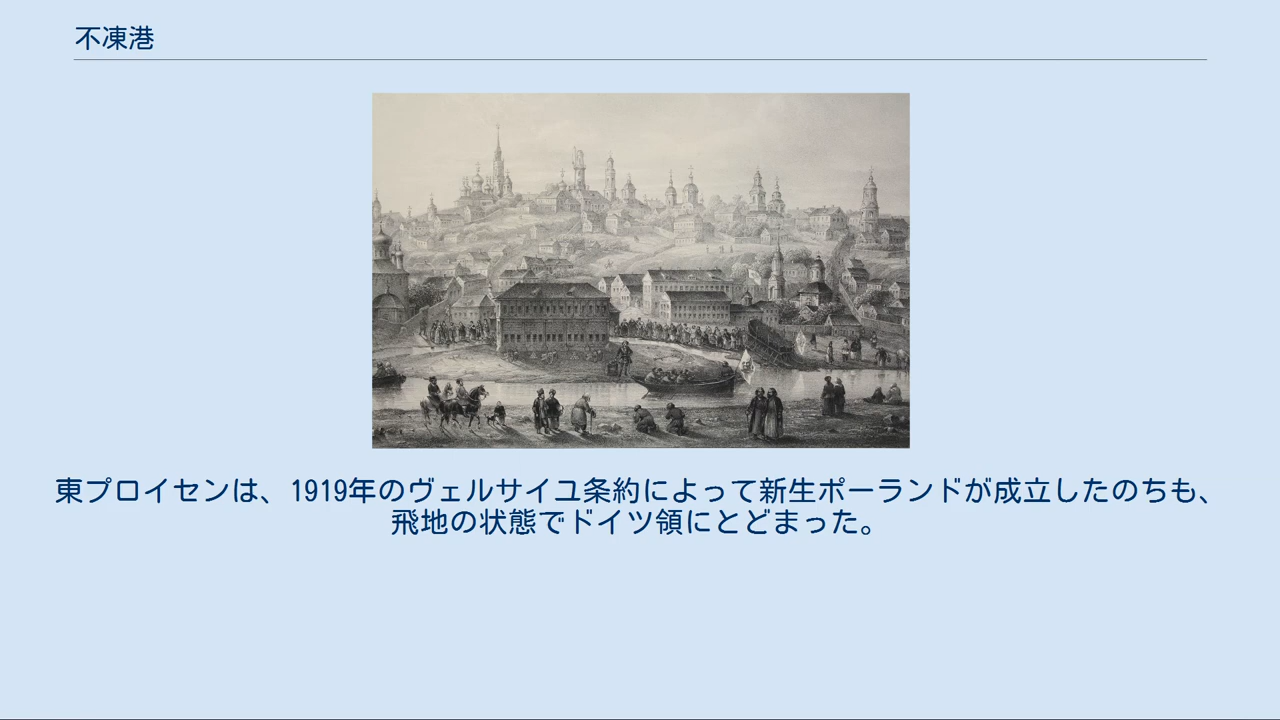 不凍港
東プロイセンは、1919年のヴェルサイユ条約によって新生ポーランドが成立したのちも、
飛地の状態でドイツ領にとどまった。